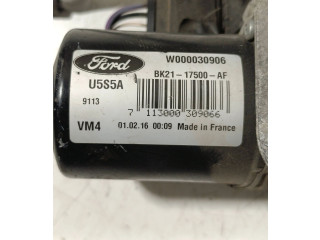 Ford
W000030906
BK21-17500-AF
U5S5A
9113
7 113000 309066
VM4
01.02.16 00:09 Made in France